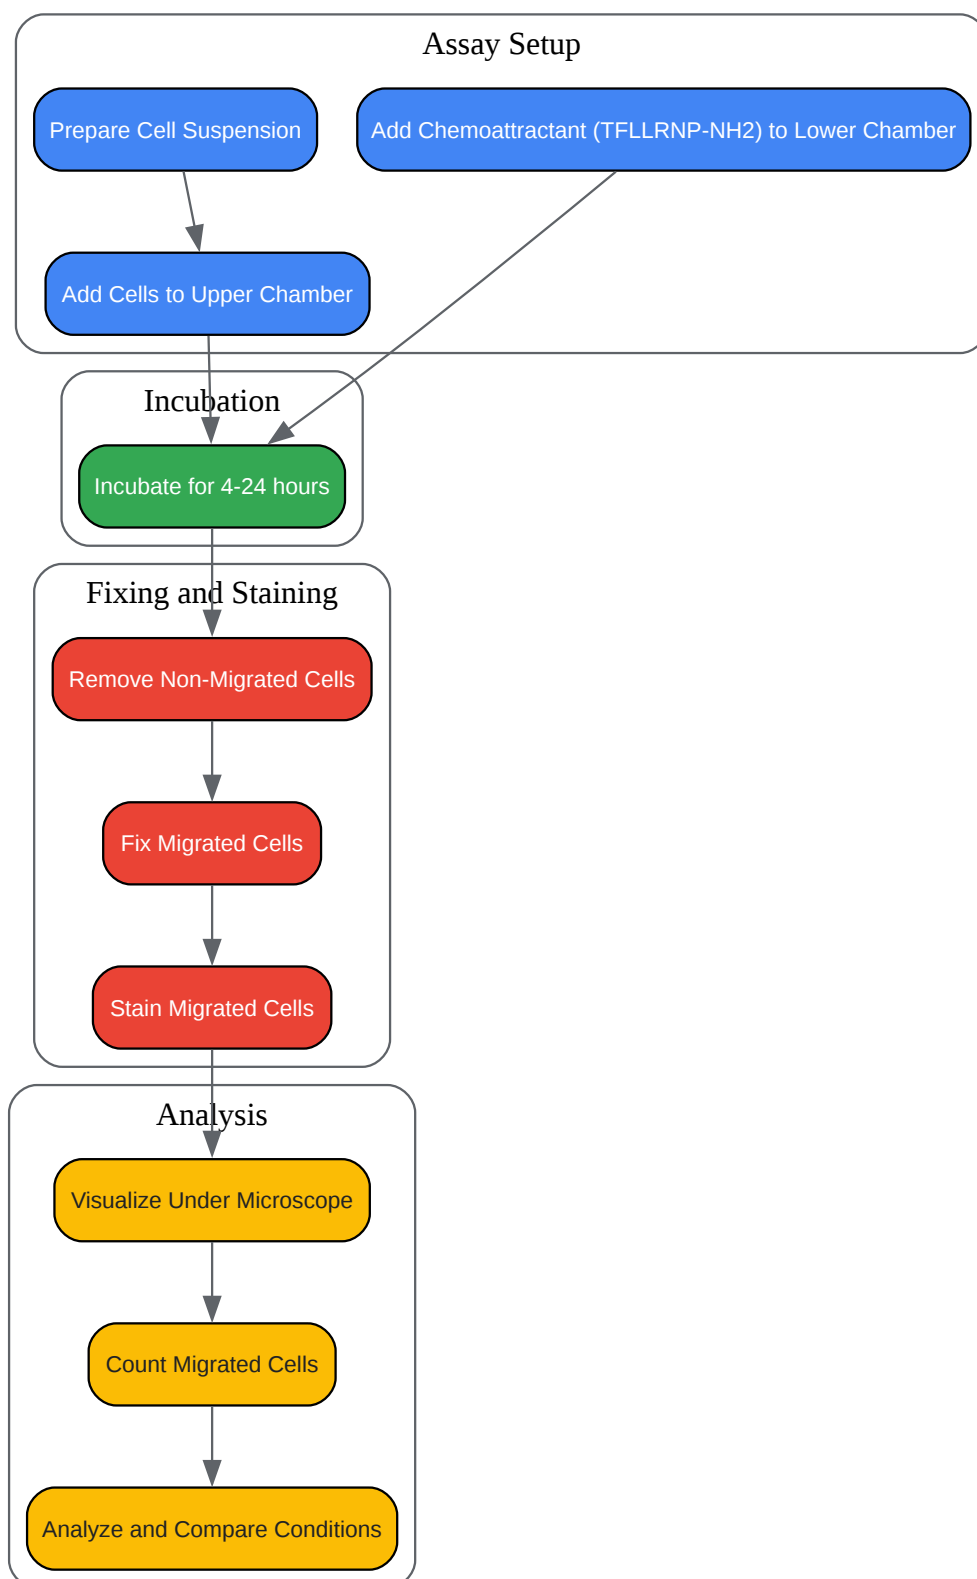 Assay Setup
Prepare Cell Suspension
Add Chemoattractant (TFLLRNP-NH2) to Lower Chamber
Add Cells to Upper Chamber
Incubation
Incubate for 4-24 hours
Fixing and Staining
Remove Non-Migrated Cells
Fix Migrated Cells
Stain Migrated Cells
Analysis
Visualize Under Microscope
Count Migrated Cells
Analyze and Compare Conditions